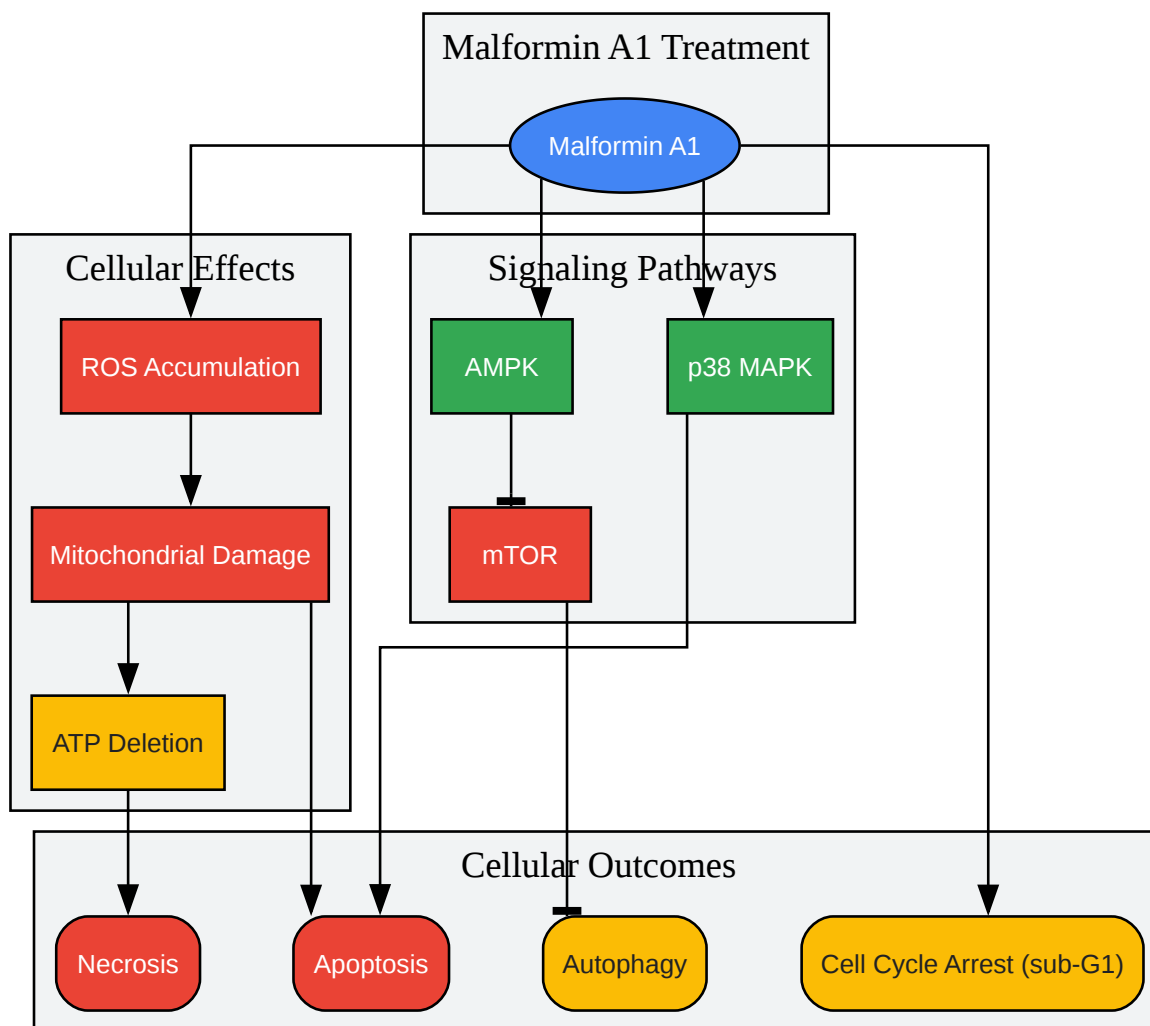 Malformin A1 Treatment
Malformin A1
Cellular Effects
Signaling Pathways
ROS Accumulation
AMPK
p38 MAPK
Mitochondrial Damage
mTOR
ATP Deletion
Cellular Outcomes
Necrosis
Apoptosis
Autophagy
Cell Cycle Arrest (sub-G1)